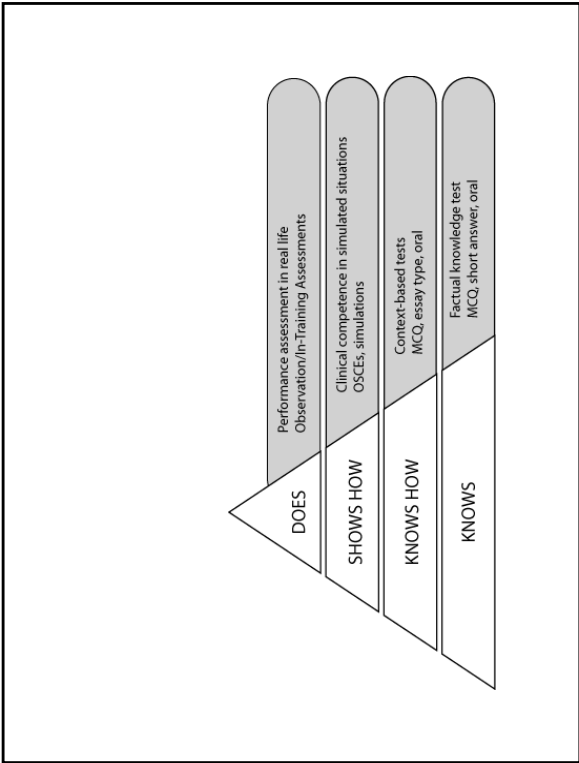 DOES
Performance assessment in real life
Observation/In-Training Assessments
SHOWS HOW
Clinical competence in simulated situations
OSCEs, simulations
KNOWS HOW
Context-based tests
MCQ, essay type, oral
KNOWS
Factual knowledge test
MCQ, short answer, oral